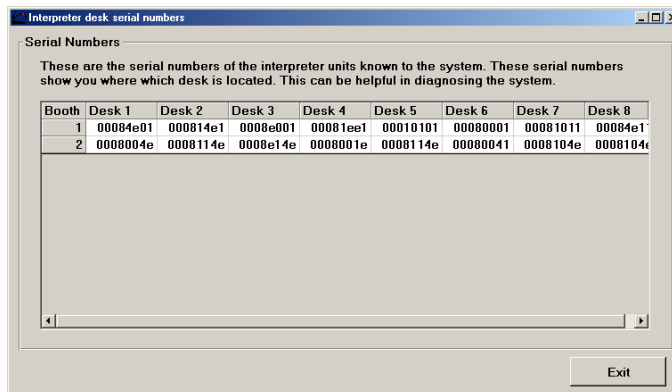 Interpreter desk serial numbers
Serial Numbers
These are the serial numbers of the interpreter units known to the system. These serial numbers
show you where which desk is located. This can be helpful in diagnosing the system.
Booth Desk 1 Desk 2 Desk 3 Desk 4 Desk 5 Desk 6 Desk 7 Desk 8
1 00084e01 000814e1 0008e001 00081ee1 00010101 00080001 00081011
2 0008004e 0008114e 0008e14e 0008001e 0008114e 00080041 0008104e
Exit